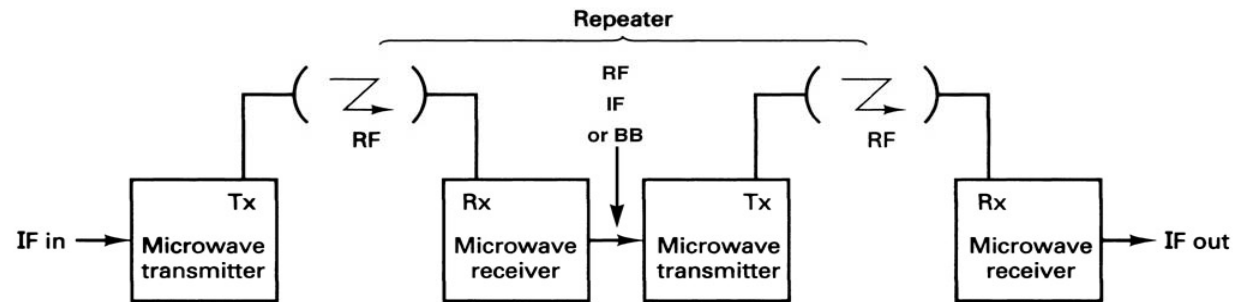 Repeater
RF
IF
or BB
RF
RF
Tx
Rx
Tx
Rx
IF in
Microwave
transmitter
Microwave
receiver
Microwave
transmitter
Microwave
receiver
IF out